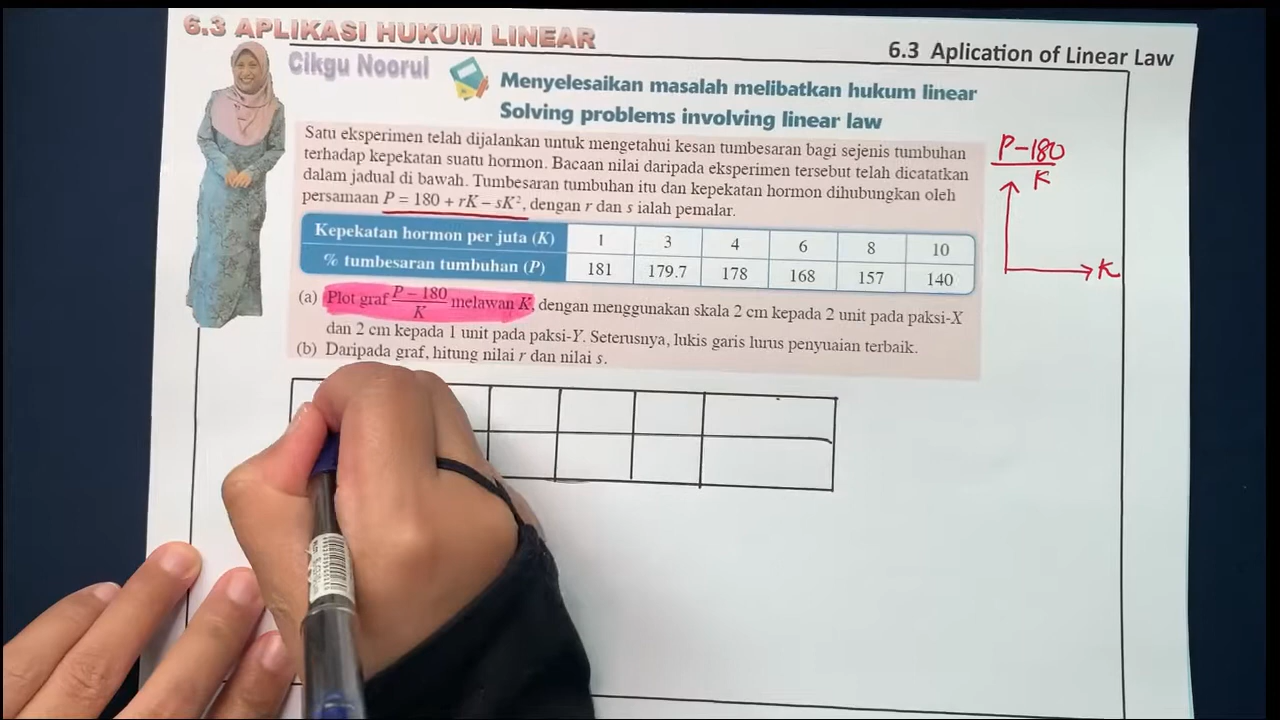 6.3 APLIKASI HUKUM LINEAR
6.3 Aplication of Linear Law
Cikgu Noorul
Menyelesaikan masalah melibatkan hukum linear
Solving problems involving linear law
Satu eksperimen telah dijalankan untuk mengetahui kesan tumbesaran bagi sejenis tumbuhan
terhadap kepekatan suatu hormon. Bacaan nilai daripada eksperimen tersebut telah dicatatkan
dalam jadual di bawah. Tumbesaran tumbuhan itu dan kepekatan hormon dihubungkan oleh
persamaan P = 180 + rK – sK², dengan r dan s ialah pemalar.
Kepekatan hormon per juta (K) 1 3 4 6 8 10
% tumbesaran tumbuhan (P) 181 179.7 178 168 157 140
(a) Plot graf P – 180 / K melawan K, dengan menggunakan skala 2 cm kepada 2 unit pada paksi-X
dan 2 cm kepada 1 unit pada paksi-Y. Seterusnya, lukis garis lurus penyuaian terbaik.
(b) Daripada graf, hitung nilai r dan nilai s.
P – 180
K
K